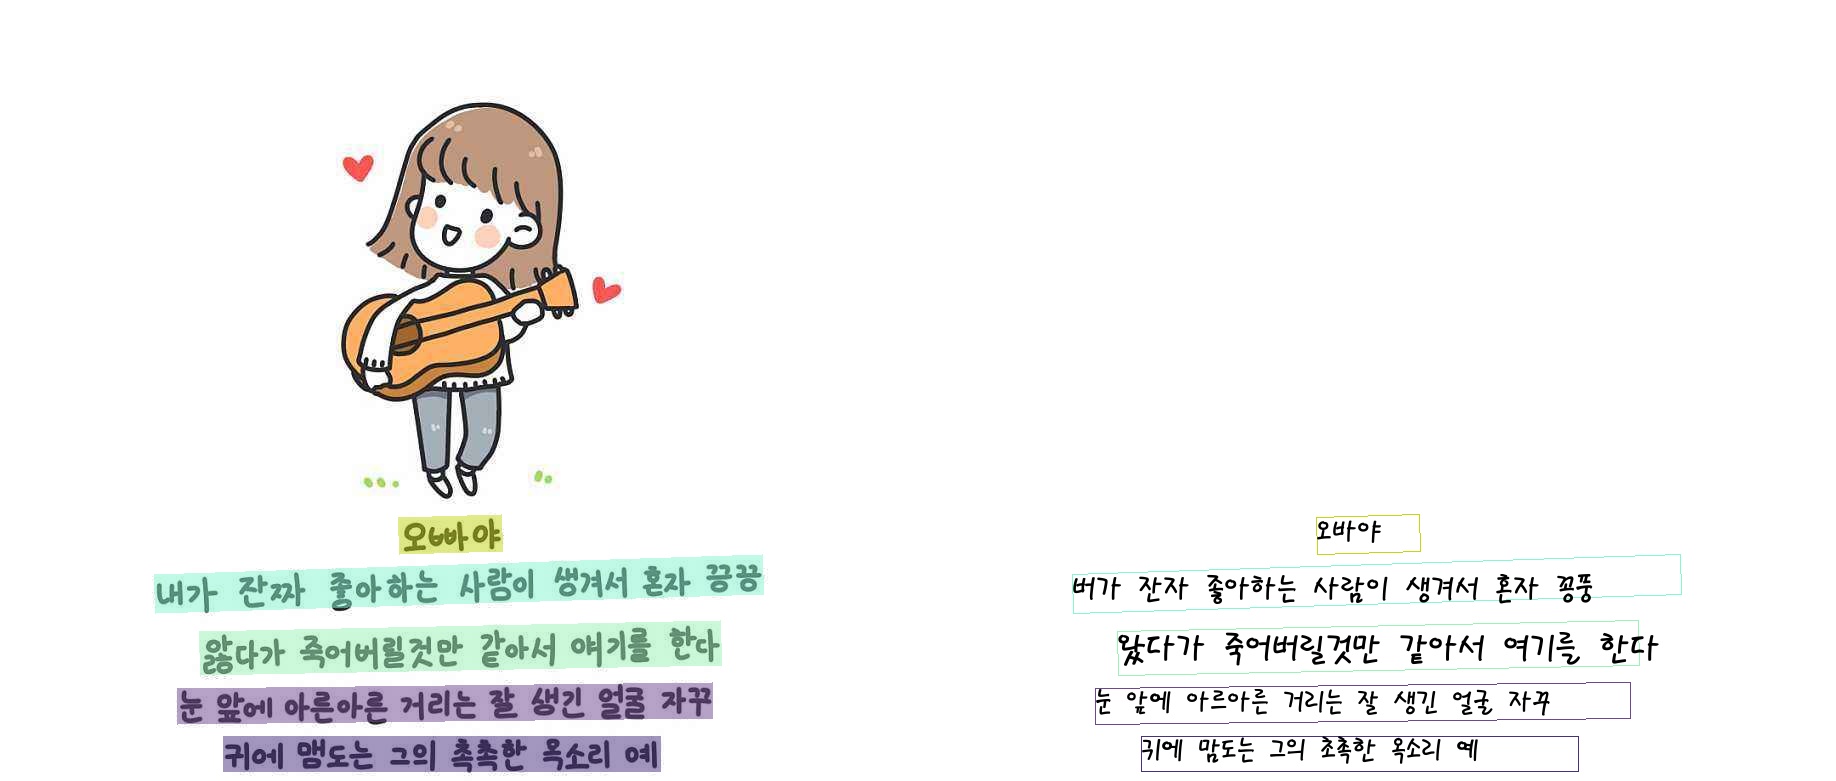 오빠야
내가 잔짜 좋아하는 사람이 생겨서 혼자 끙끙
앓다가 죽어버릴것만 같아서 얘기를 한다
눈 앞에 아른아른 거리는 잘 생긴 얼굴 자꾸
귀에 맴도는 그의 촉촉한 목소리 예
오바야
버가 잔자 좋아하는 사람이 생겨서 혼자
죽어버릴것만 같아서 여기를 한다
눈 앞에 아르아른 거리는 잘 생긴 얼굴 자꾸
귀에 맘도는 그의 초촉한 옥소리 예